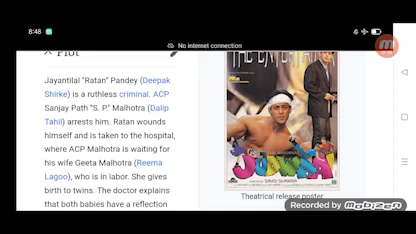 8:48
No internet connection
Plot
THE ENTERTAINER
Jayantilal "Ratan" Pandey (Deepak
Shirke) is a ruthless criminal. ACP
Sanjay Path "S. P." Malhotra (Dalip
Tahil) arrests him. Ratan wounds
himself and is taken to the hospital,
where ACP Malhotra is waiting for
his wife Geeta Malhotra (Reema
Lagoo), who is in labor. She gives
birth to twins. The doctor explains
that both babies have a reflection
JUDWAA
Theatrical release poster
Recorded by mobizen